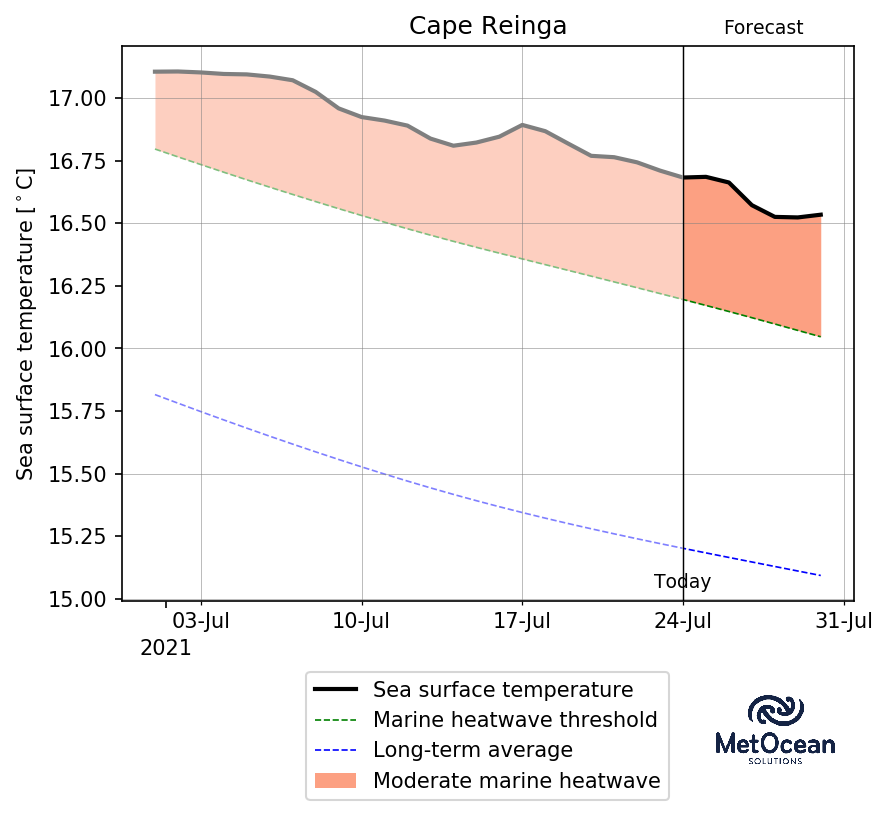 Cape Reinga
Forecast
17.00
16.75
16.50
16.25
16.00
15.75
15.50
15.25
15.00
Sea surface temperature [°C]
Today
03-Jul 10-Jul 17-Jul 24-Jul 31-Jul
2021
Sea surface temperature
Marine heatwave threshold
Long-term average
Moderate marine heatwave
MetOcean
SOLUTIONS